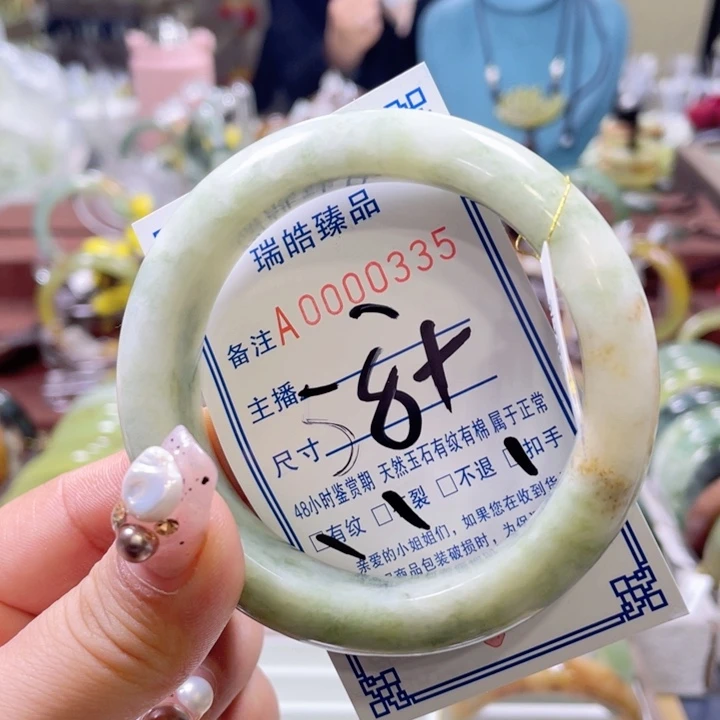 瑞皓臻品
备注A0000335
主播
尺寸
48小时鉴赏期 天然玉石有纹有棉属于正常
□有纹 □裂 □不退 □扣手
亲爱的小姐姐们，如果您在收到货
商品包装破损时，为保